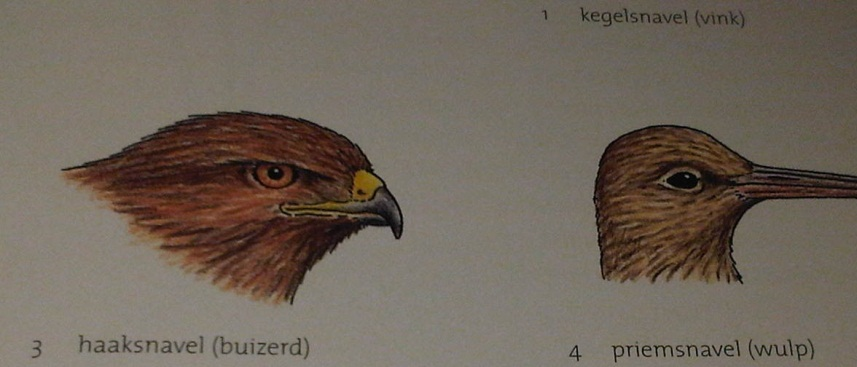 1 kegelsnavel (vink)
3 haaksnavel (buizerd)
4 priemsnavel (wulp)